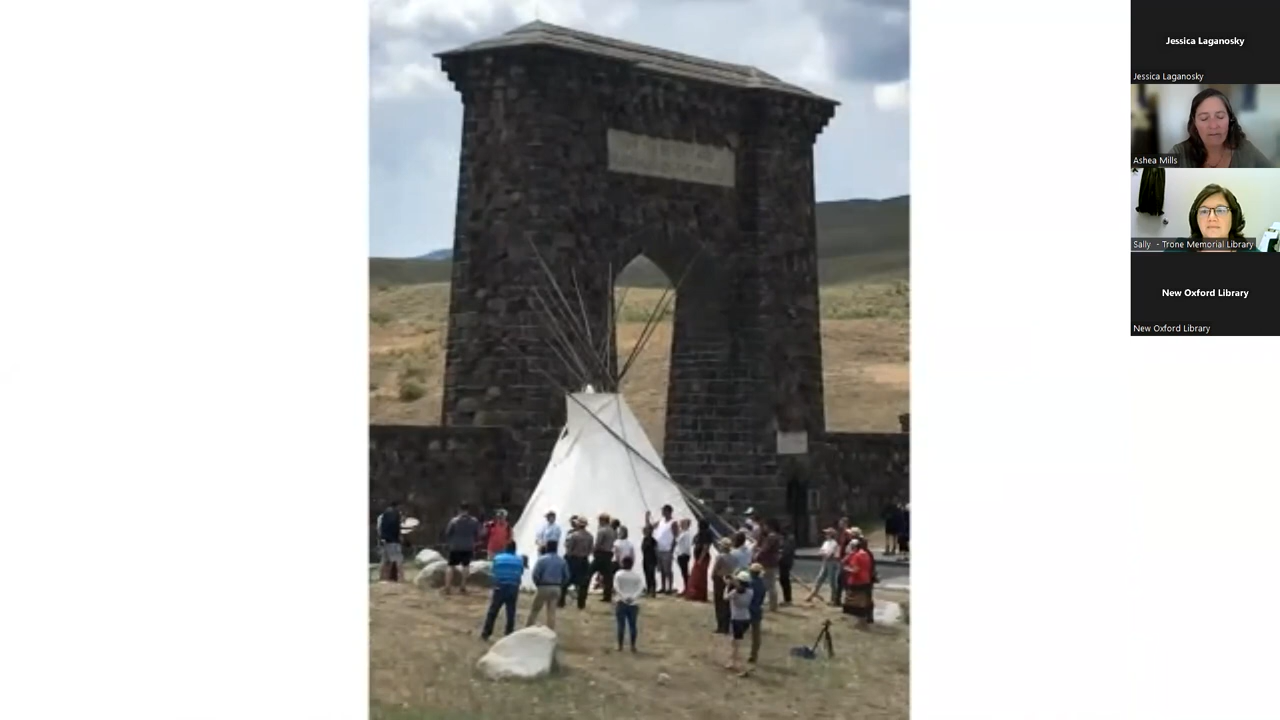 Jessica Laganosky
Jessica Laganosky
Ashea Mills
Sally - Trone Memorial Library
New Oxford Library
New Oxford Library